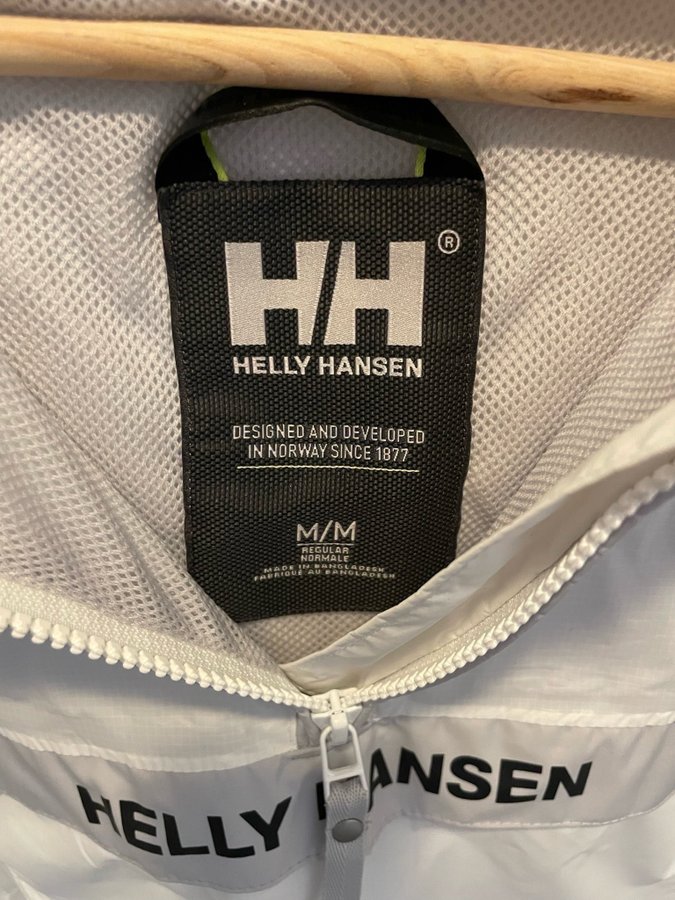 HH ®
HELLY HANSEN
DESIGNED AND DEVELOPED
IN NORWAY SINCE 1877
M/M
REGULAR
NORMALE
MADE IN BANGLADESH
FABRIQUÉ AU BANGLADESH
HELLY HANSEN